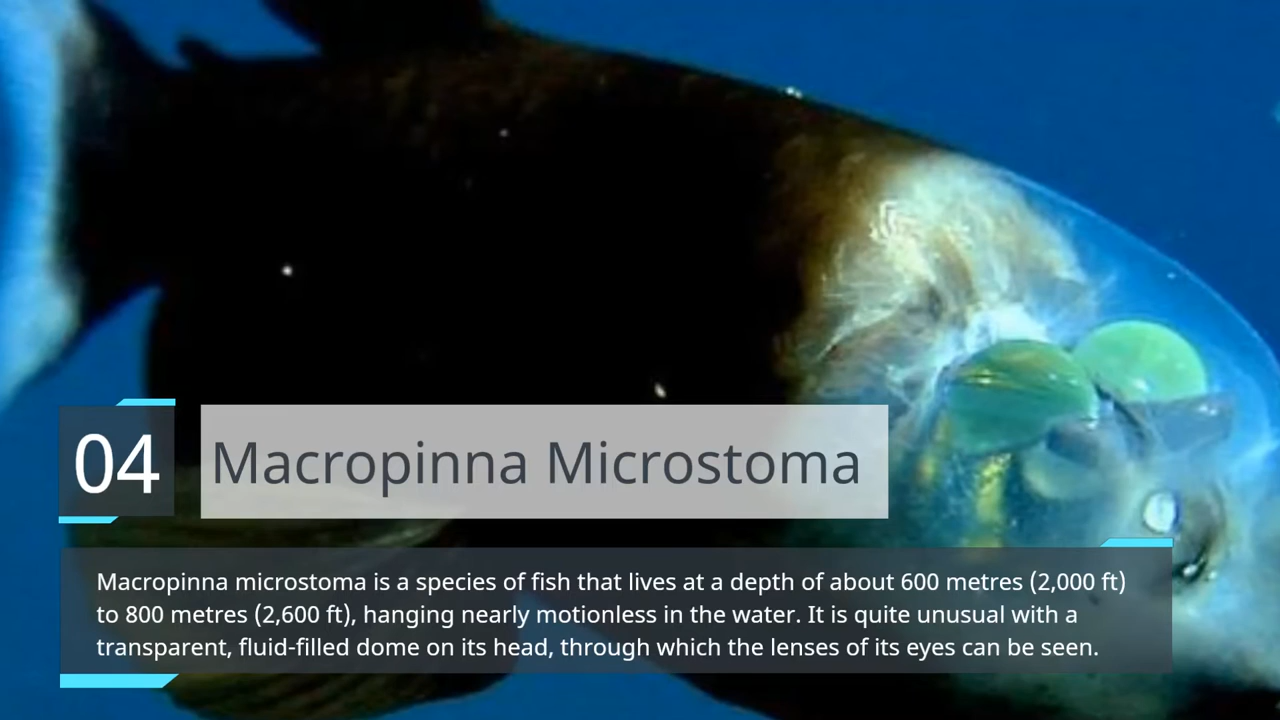 04
Macropinna Microstoma
Macropinna microstoma is a species of fish that lives at a depth of about 600 metres (2,000 ft)
to 800 metres (2,600 ft), hanging nearly motionless in the water. It is quite unusual with a
transparent, fluid-filled dome on its head, through which the lenses of its eyes can be seen.